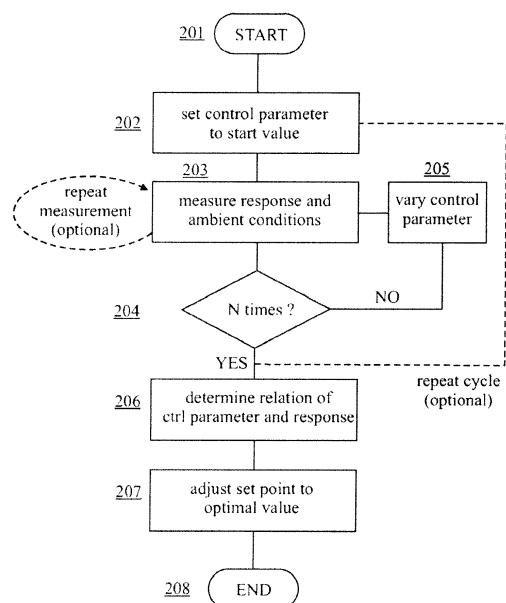 201
START
202
set control parameter
to start value
203
205
repeat
measurement
(optional)
measure response and
ambient conditions
vary control
parameter
204
N times ?
NO
YES
repeat cycle
(optional)
206
determine relation of
ctrl parameter and response
207
adjust set point to
optimal value
208
END